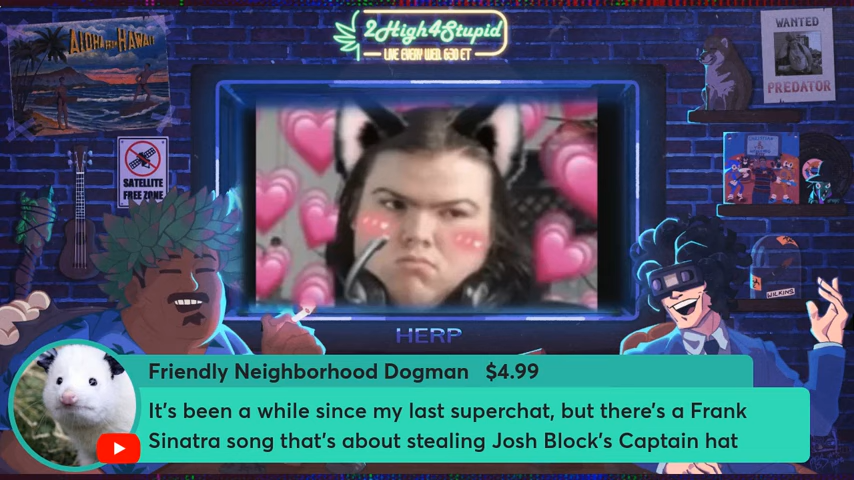 2High4Stupid
LIVE EVERY WED. 6:30 ET
ALOHA HAWAII
WANTED
PREDATOR
SATELLITE
FREE ZONE
WILKINS
HERP
Friendly Neighborhood Dogman $4.99
It's been a while since my last superchat, but there's a Frank
Sinatra song that's about stealing Josh Block's Captain hat